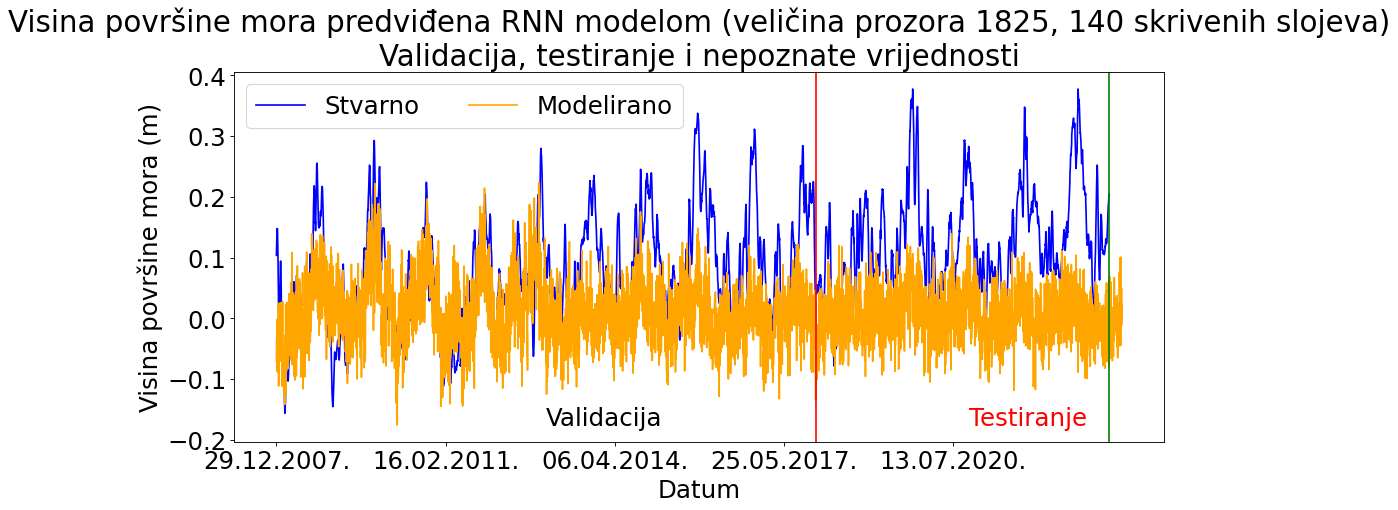 Visina površine mora predviđena RNN modelom (veličina prozora 1825, 140 skrivenih slojeva)
Validacija, testiranje i nepoznate vrijednosti
Stvarno
Modelirano
Visina površine mora (m)
0.4
0.3
0.2
0.1
0.0
−0.1
−0.2
Validacija
Testiranje
29.12.2007.
16.02.2011.
06.04.2014.
25.05.2017.
13.07.2020.
Datum